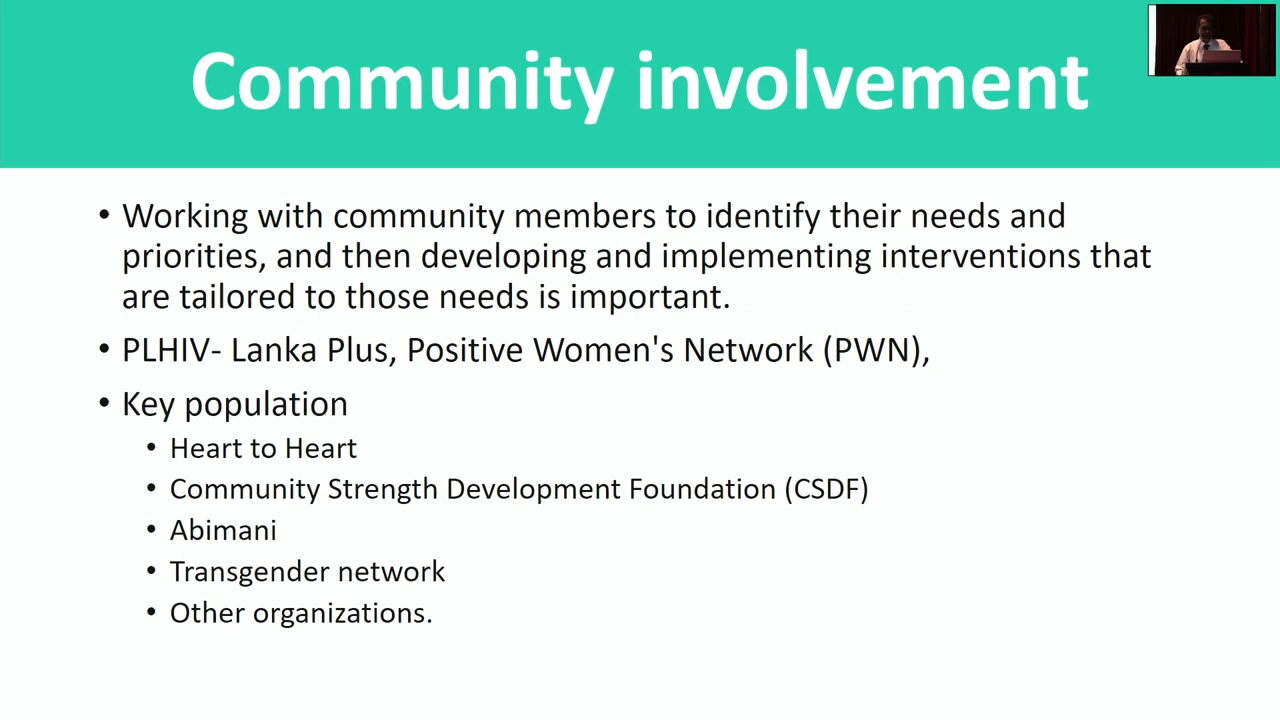 Community involvement
• Working with community members to identify their needs and
priorities, and then developing and implementing interventions that
are tailored to those needs is important.
• PLHIV- Lanka Plus, Positive Women's Network (PWN),
• Key population
• Heart to Heart
• Community Strength Development Foundation (CSDF)
• Abimani
• Transgender network
• Other organizations.